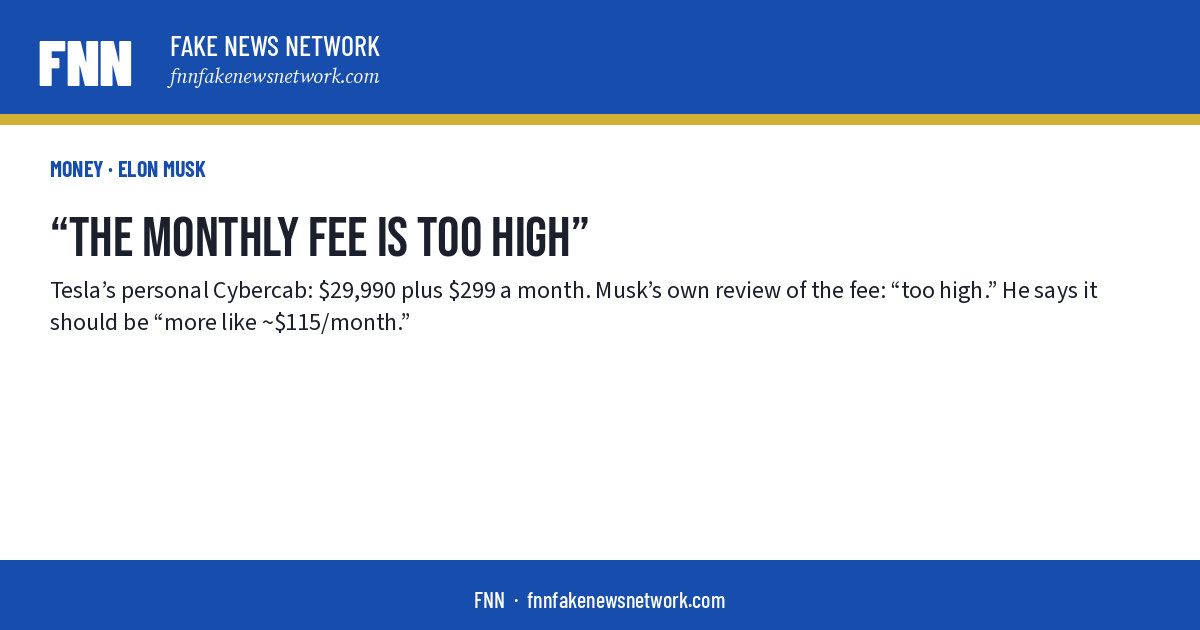 FNN
FAKE NEWS NETWORK
fnnfakenewsnetwork.com
MONEY · ELON MUSK
“THE MONTHLY FEE IS TOO HIGH”
Tesla’s personal Cybercab: $29,990 plus $299 a month. Musk’s own review of the fee: “too high.” He says it
should be “more like ~$115/month.”
FNN · fnnfakenewsnetwork.com